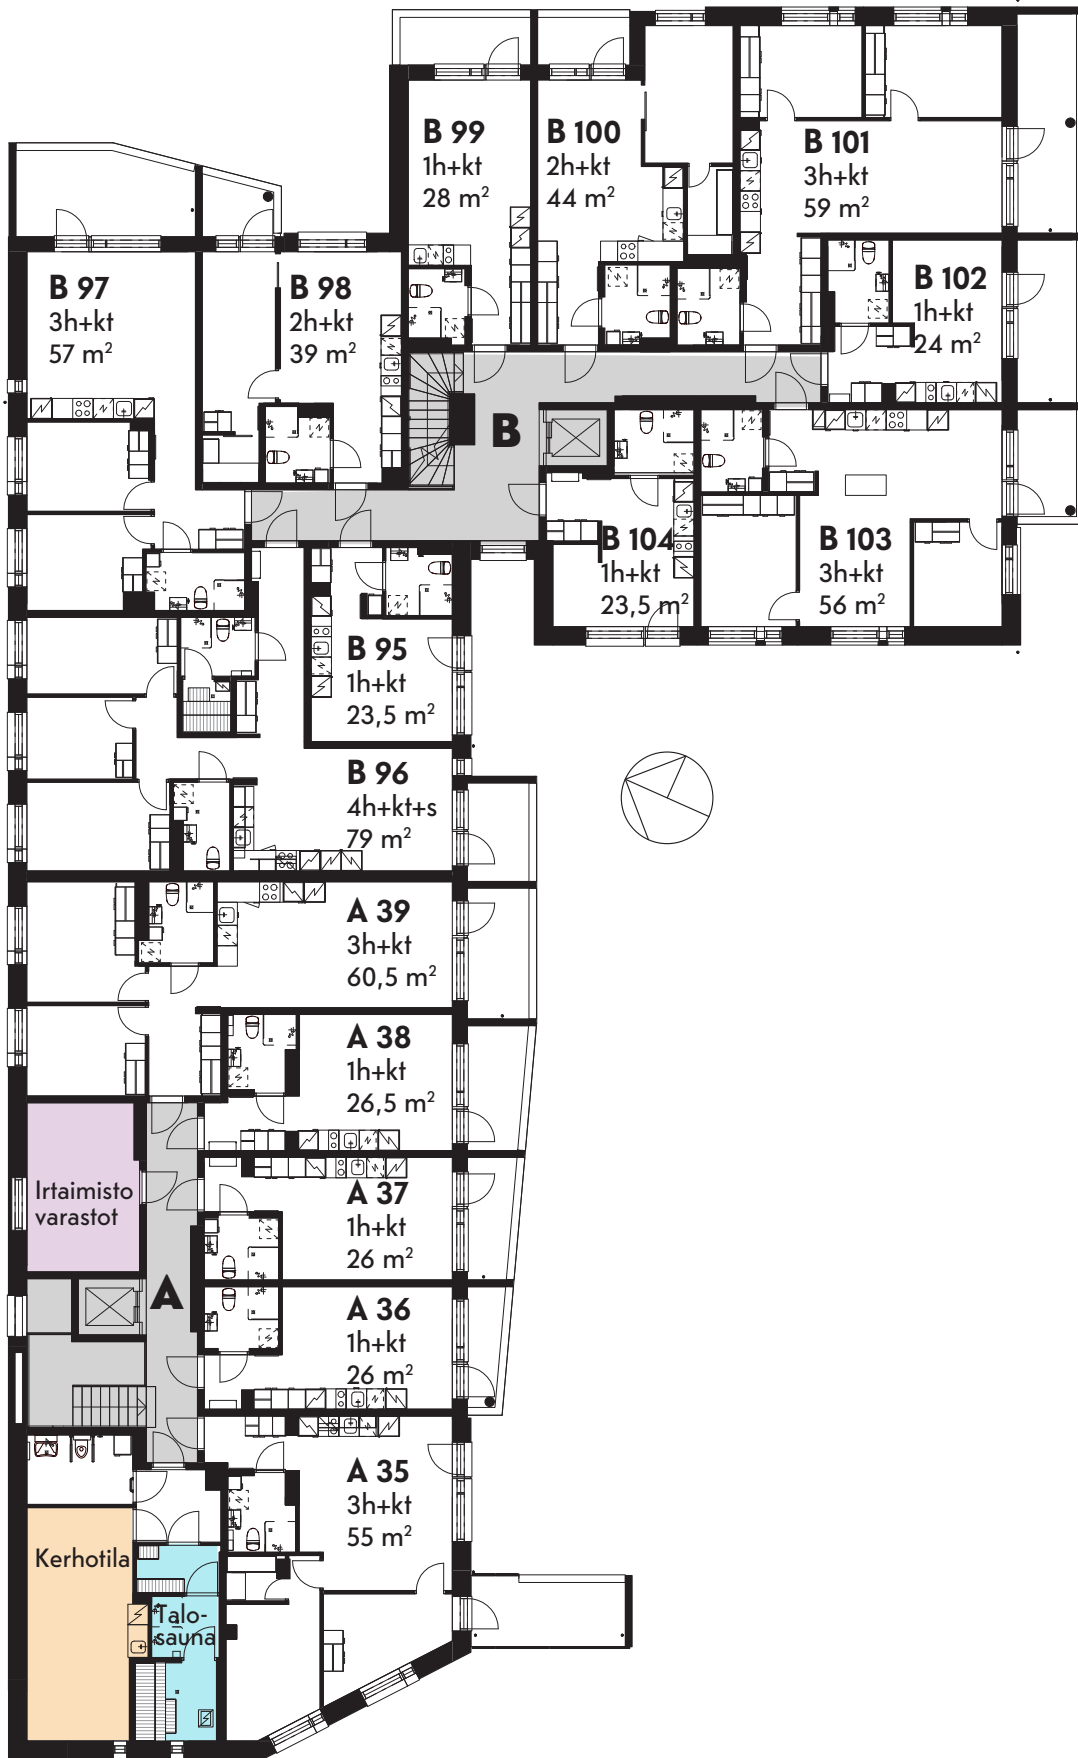 B 99
1h+kt
28 m²
B 100
2h+kt
44 m²
B 101
3h+kt
59 m²
B 97
3h+kt
57 m²
B 98
2h+kt
39 m²
B 102
1h+kt
24 m²
B
B 104
1h+kt
23,5 m²
B 103
3h+kt
56 m²
B 95
1h+kt
23,5 m²
B 96
4h+kt+s
79 m²
A 39
3h+kt
60,5 m²
A 38
1h+kt
26,5 m²
Irtaimisto
varastot
A 37
1h+kt
26 m²
A
A 36
1h+kt
26 m²
A 35
3h+kt
55 m²
Kerhotila
Talo-
sauna